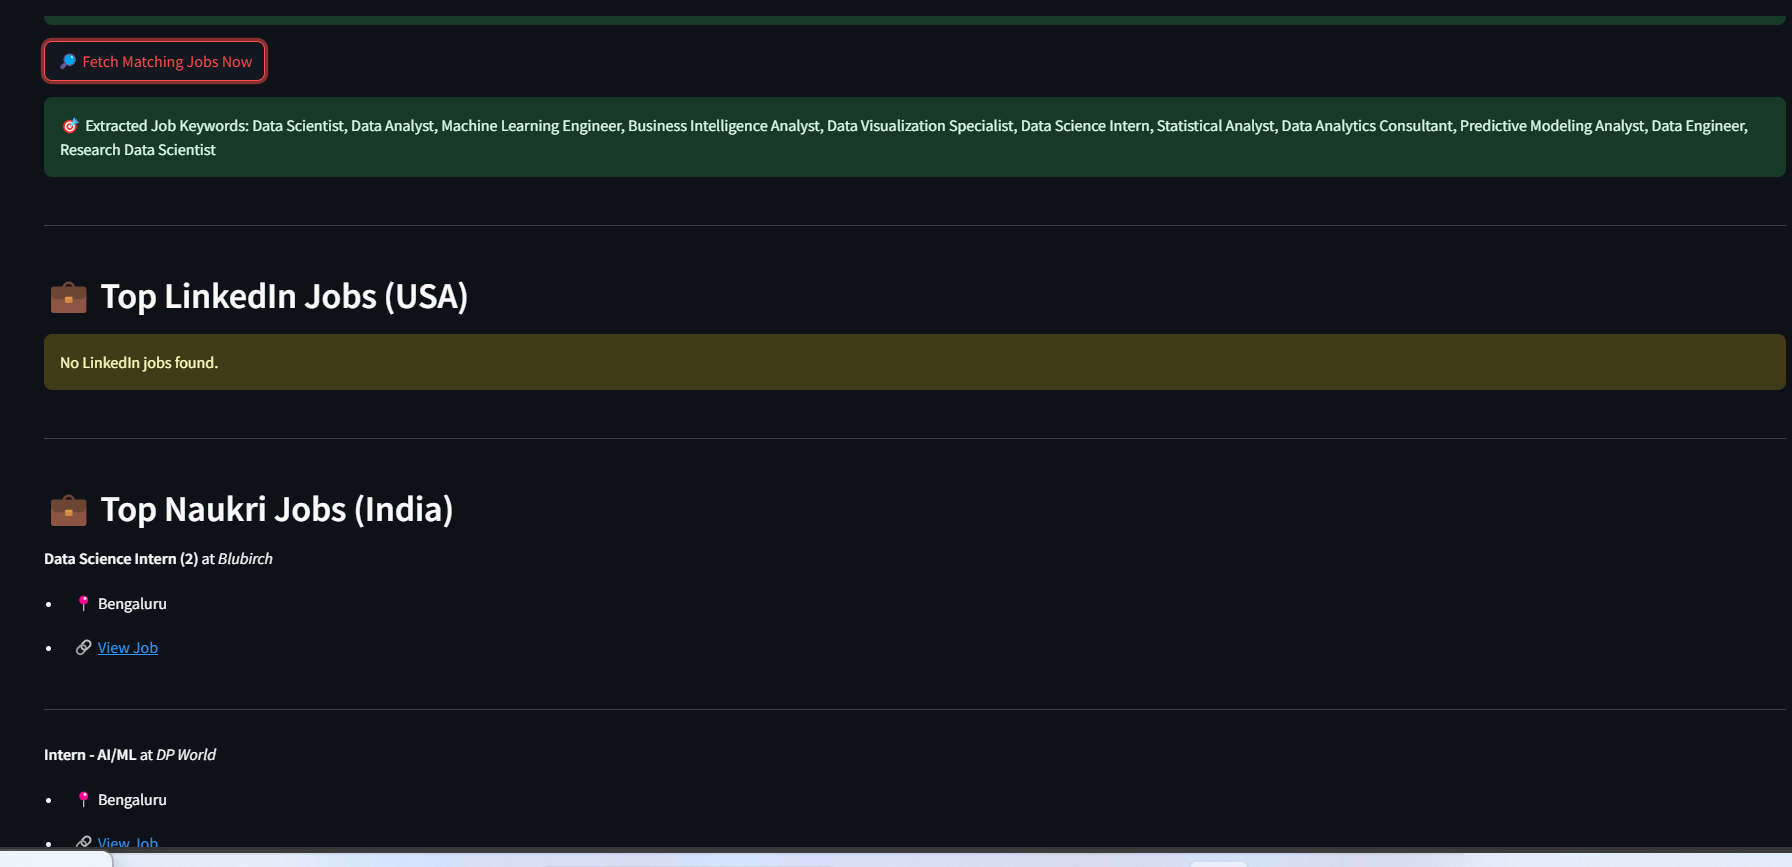 Fetch Matching Jobs Now
Extracted Job Keywords: Data Scientist, Data Analyst, Machine Learning Engineer, Business Intelligence Analyst, Data Visualization Specialist, Data Science Intern, Statistical Analyst, Data Analytics Consultant, Predictive Modeling Analyst, Data Engineer,
Research Data Scientist
Top LinkedIn Jobs (USA)
No LinkedIn jobs found.
Top Naukri Jobs (India)
Data Science Intern (2) at Blubirch
Bengaluru
View Job
Intern - AI/ML at DP World
Bengaluru
View Job